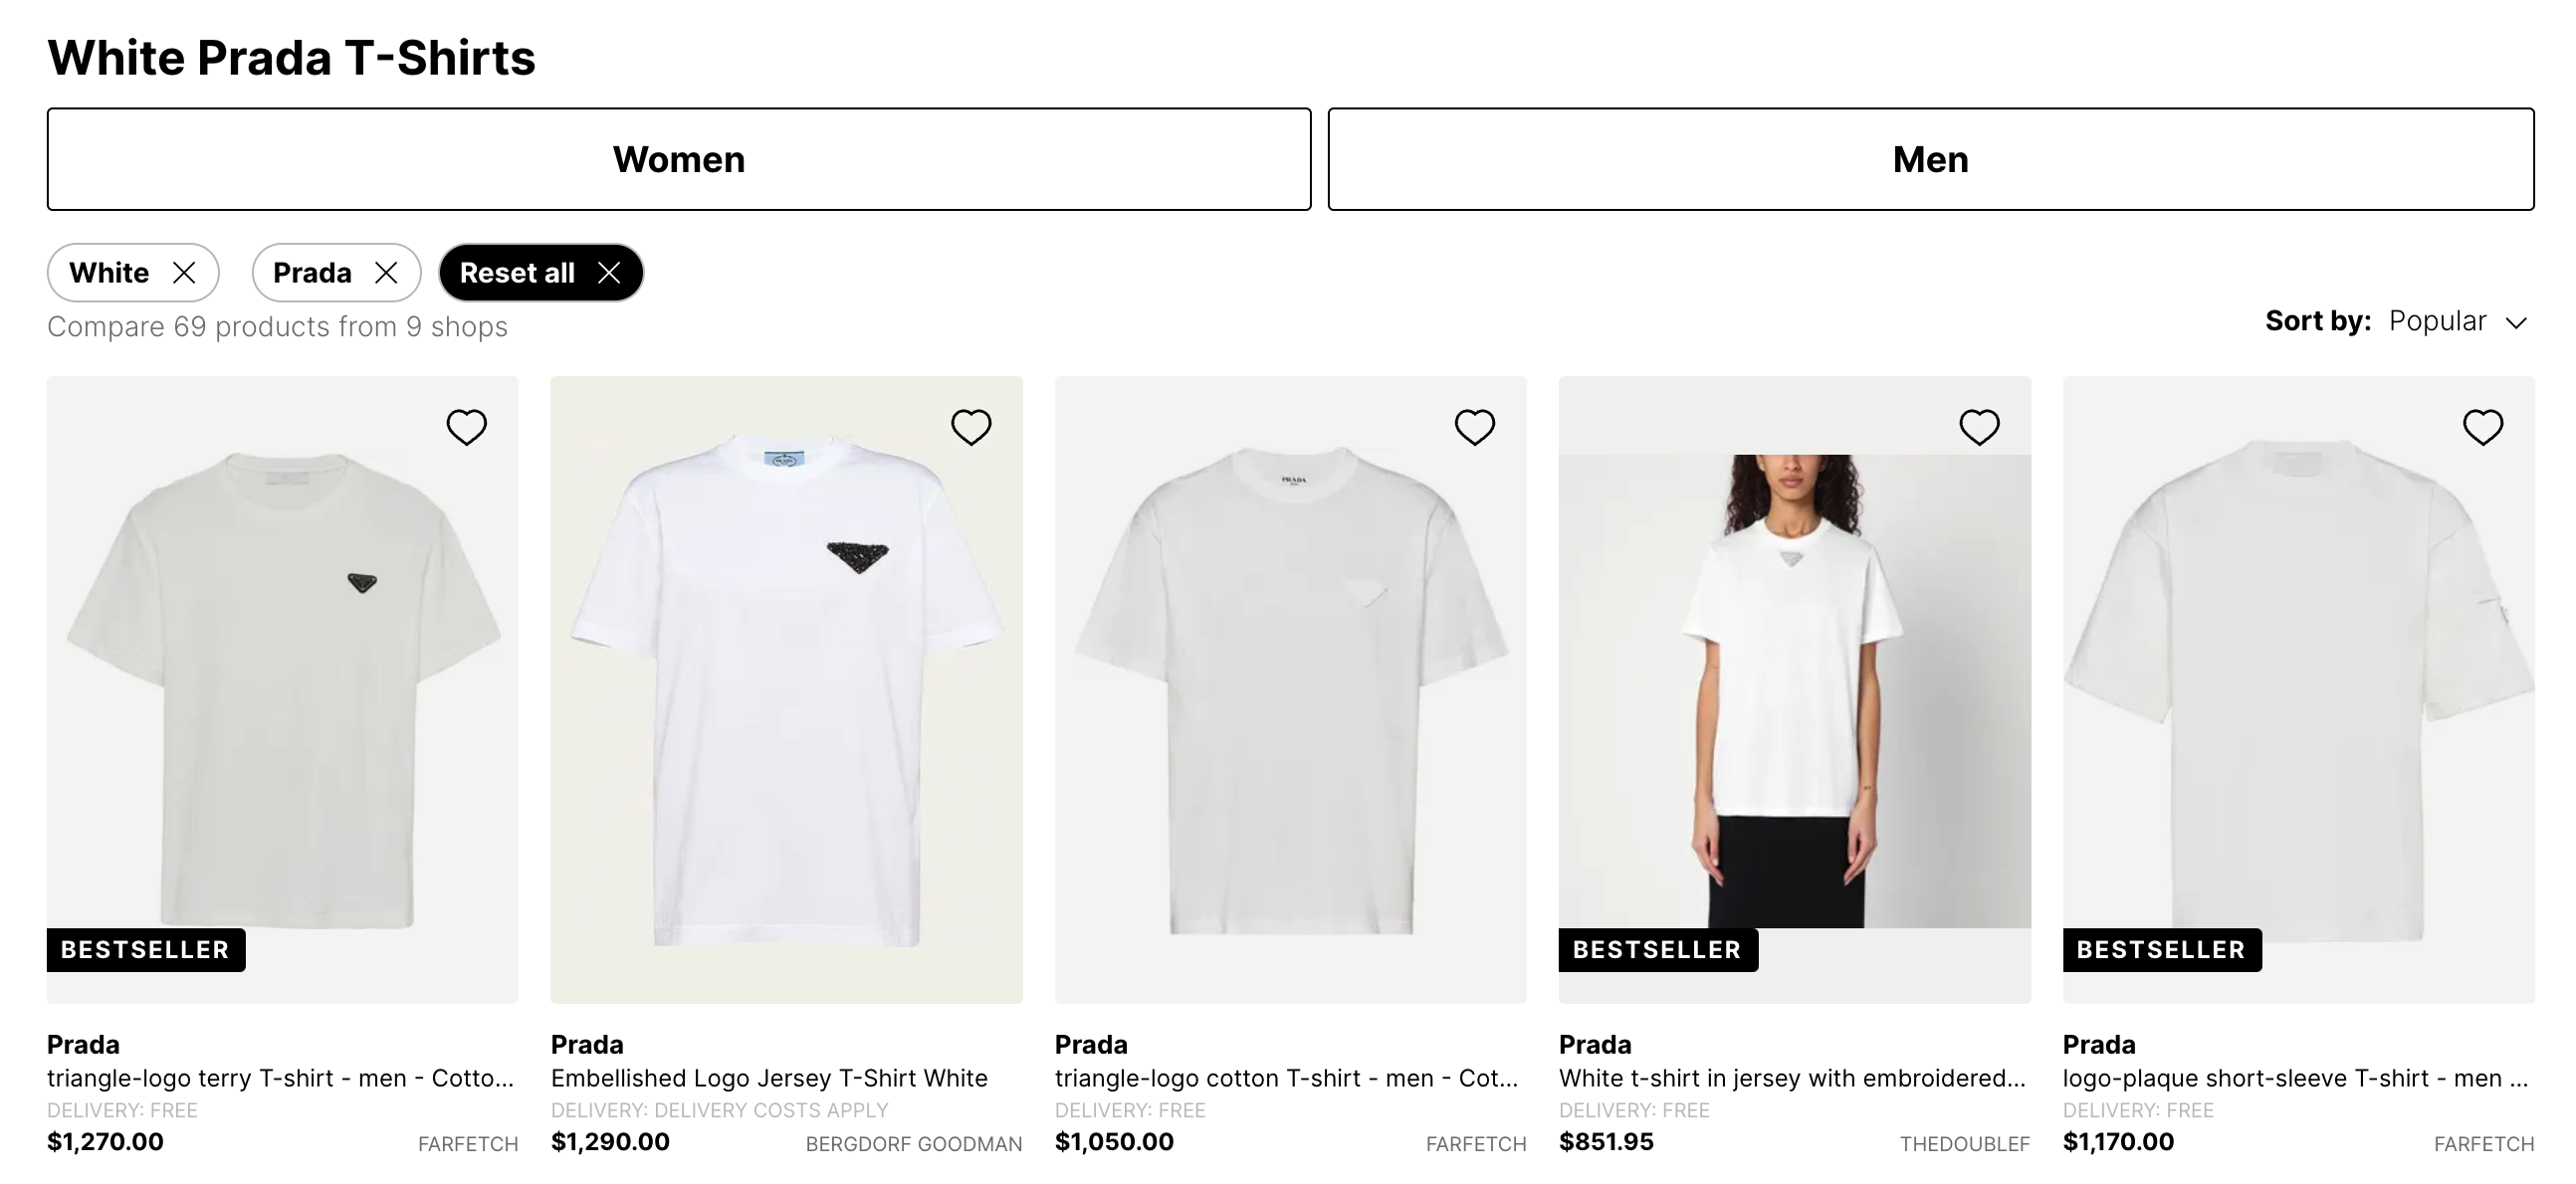 White Prada T-Shirts
Women
Men
White
Prada
Reset all
Compare 69 products from 9 shops
Sort by: Popular
PRADA
BESTSELLER
BESTSELLER
BESTSELLER
Prada
triangle-logo terry T-shirt - men - Cotto...
DELIVERY: FREE
$1,270.00
FARFETCH
Prada
Embellished Logo Jersey T-Shirt White
DELIVERY: DELIVERY COSTS APPLY
$1,290.00
BERGDORF GOODMAN
Prada
triangle-logo cotton T-shirt - men - Cot...
DELIVERY: FREE
$1,050.00
FARFETCH
Prada
White t-shirt in jersey with embroidered...
DELIVERY: FREE
$851.95
THEDOUBLEF
Prada
logo-plaque short-sleeve T-shirt - men ...
DELIVERY: FREE
$1,170.00
FARFETCH